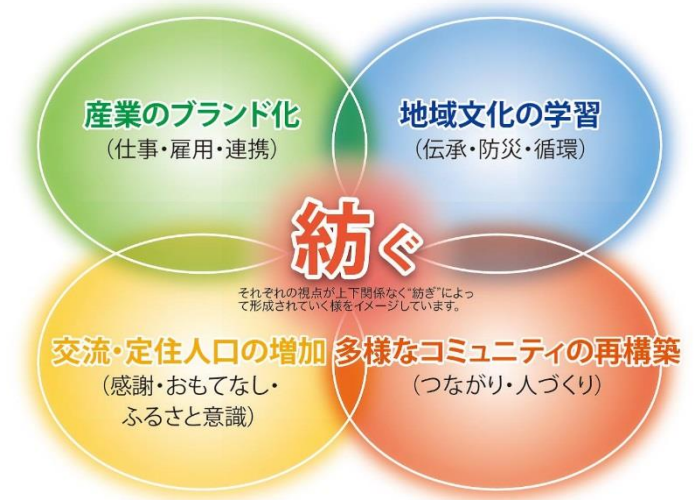 産業のブランド化
（仕事・雇用・連携）
地域文化の学習
（伝承・防災・循環）
紡ぐ
それぞれの視点が上下関係なく“紡ぎ”によっ
て形成されていく様をイメージしています。
交流・定住人口の増加
（感謝・おもてなし・
ふるさと意識）
多様なコミュニティの再構築
（つながり・人づくり）